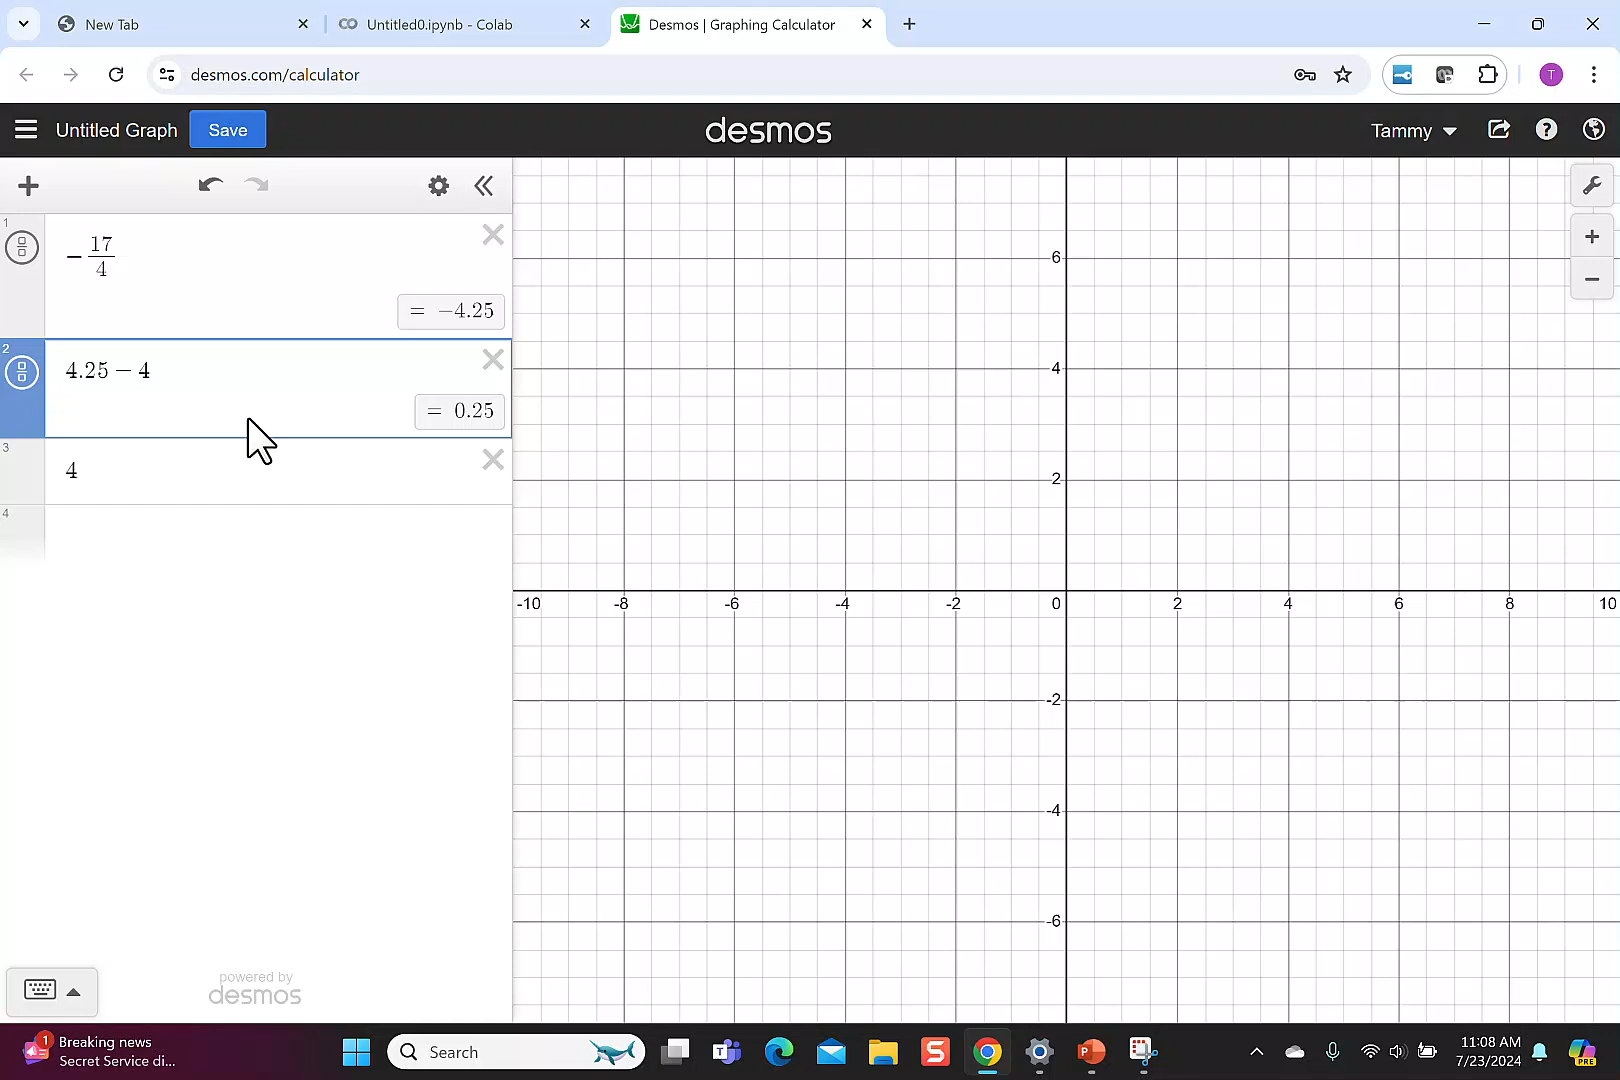 New Tab
Untitled0.ipynb - Colab
Desmos | Graphing Calculator
desmos.com/calculator
T
Untitled Graph
Save
desmos
Tammy
1
-17/4
= -4.25
2
4.25 - 4
= 0.25
3
4
4
6
4
2
-10
-8
-6
-4
-2
0
2
4
6
8
10
-2
-4
-6
powered by
desmos
1
Breaking news
Secret Service di...
Search
T
S
P
PRE
11:08 AM
7/23/2024